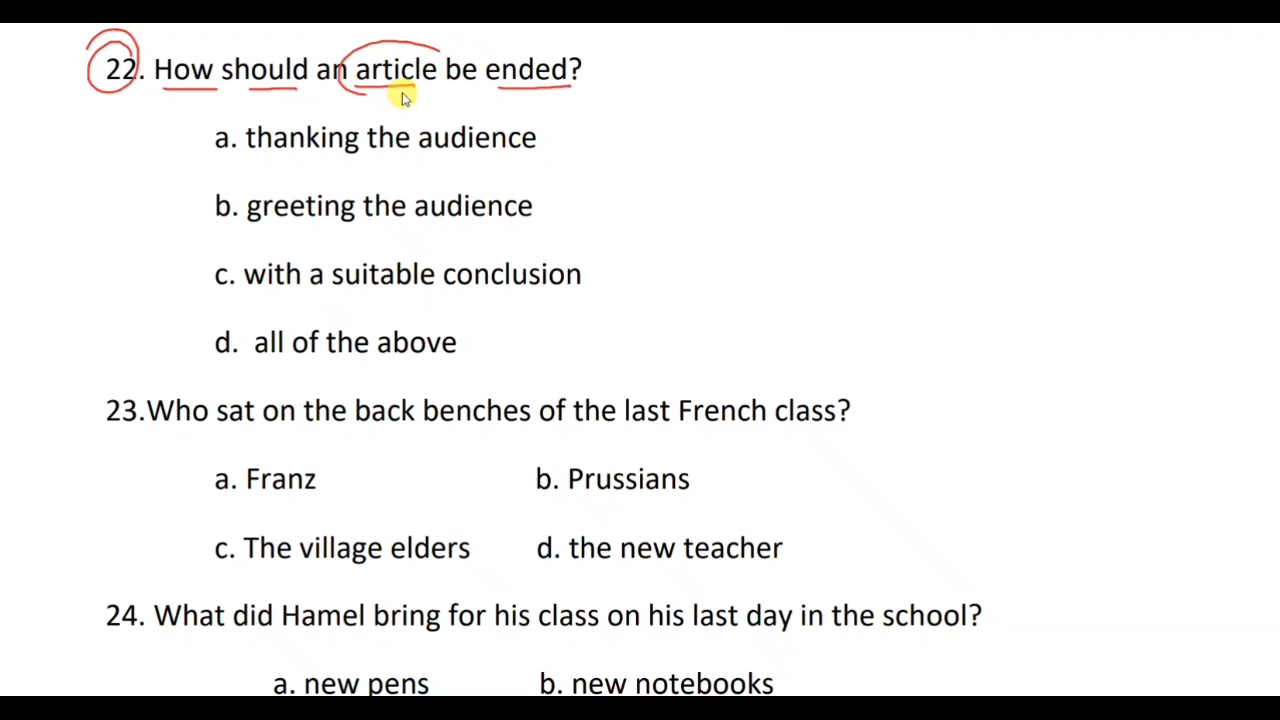 22. How should an article be ended?
a. thanking the audience
b. greeting the audience
c. with a suitable conclusion
d. all of the above
23.Who sat on the back benches of the last French class?
a. Franz b. Prussians
c. The village elders d. the new teacher
24. What did Hamel bring for his class on his last day in the school?
a. new pens b. new notebooks